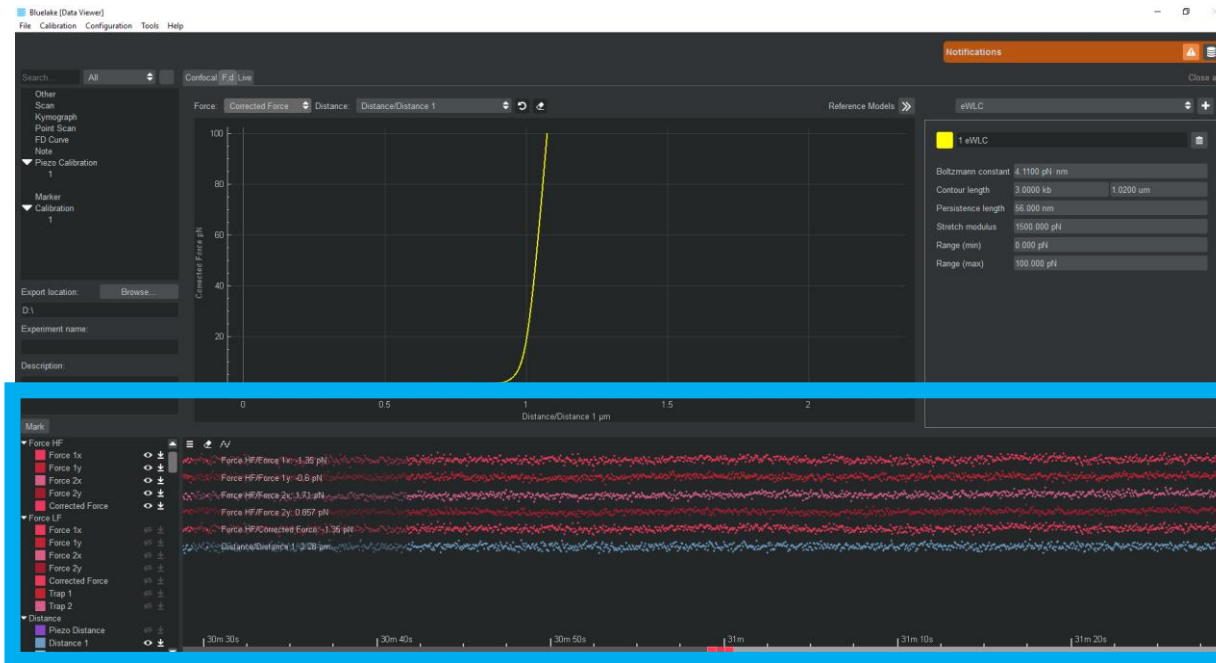 Bluelake [Data Viewer]
File Calibration Configuration Tools Help
Notifications
Search... All
Confocal F.d Live
Close a
Other
Scan
Kymograph
Point Scan
FD Curve
Note
Piezo Calibration
1
Marker
Calibration
1
Export location: Browse...
D:\
Experiment name:
Description:
Force: Corrected Force Distance: Distance/Distance 1
Reference Models
100
80
60
40
20
Corrected Force pN
0 0.5 1 1.5 2
Distance/Distance 1 µm
eWLC
1 eWLC
Boltzmann constant 4.1100 pN nm
Contour length 3.0000 kb 1.0200 um
Persistence length 56.000 nm
Stretch modulus 1500.000 pN
Range (min) 0.000 pN
Range (max) 100.000 pN
Mark
Force HF
Force 1x
Force 1y
Force 2x
Force 2y
Corrected Force
Force LF
Force 1x
Force 1y
Force 2x
Force 2y
Corrected Force
Trap 1
Trap 2
Distance
Piezo Distance
Distance 1
Force HF/Force 1x: -1.35 pN
Force HF/Force 1y: -0.6 pN
Force HF/Force 2x: 1.71 pN
Force HF/Force 2y: 0.857 pN
Force HF/Corrected Force: -1.35 pN
30m 30s 30m 40s 30m 50s 31m 31m 10s 31m 20s